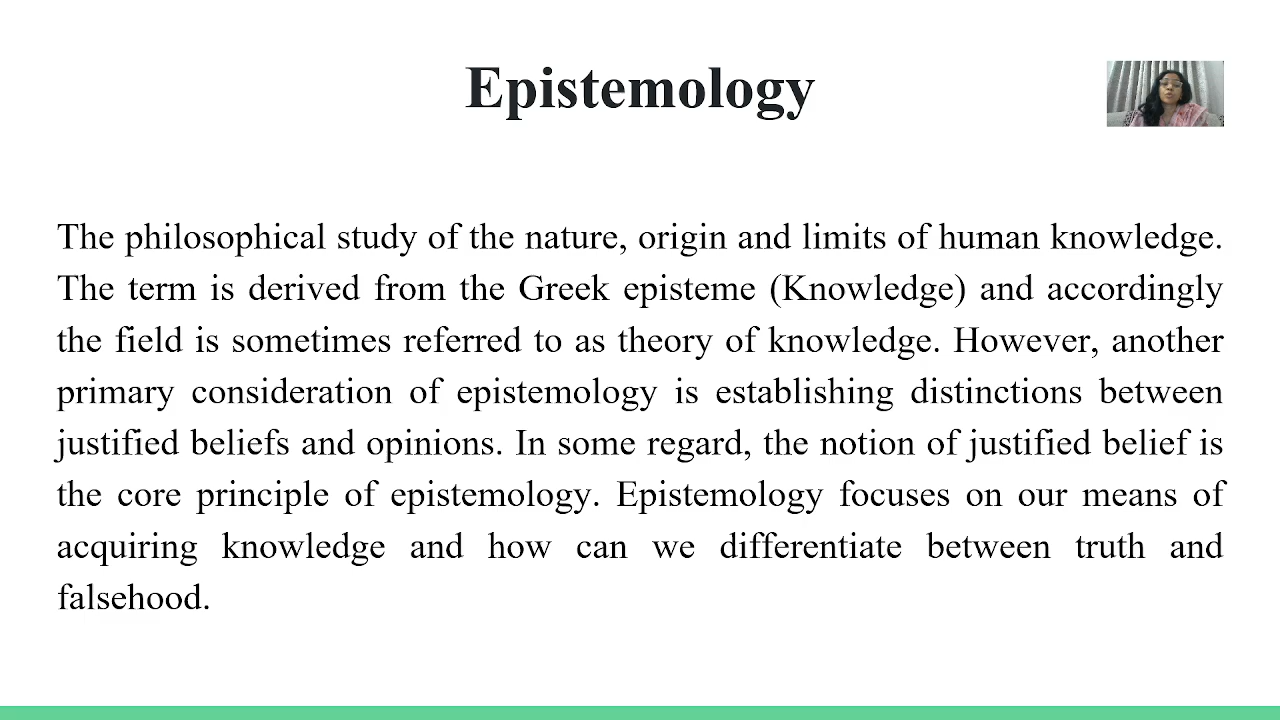 Epistemology
The philosophical study of the nature, origin and limits of human knowledge.
The term is derived from the Greek episteme (Knowledge) and accordingly
the field is sometimes referred to as theory of knowledge. However, another
primary consideration of epistemology is establishing distinctions between
justified beliefs and opinions. In some regard, the notion of justified belief is
the core principle of epistemology. Epistemology focuses on our means of
acquiring knowledge and how can we differentiate between truth and
falsehood.